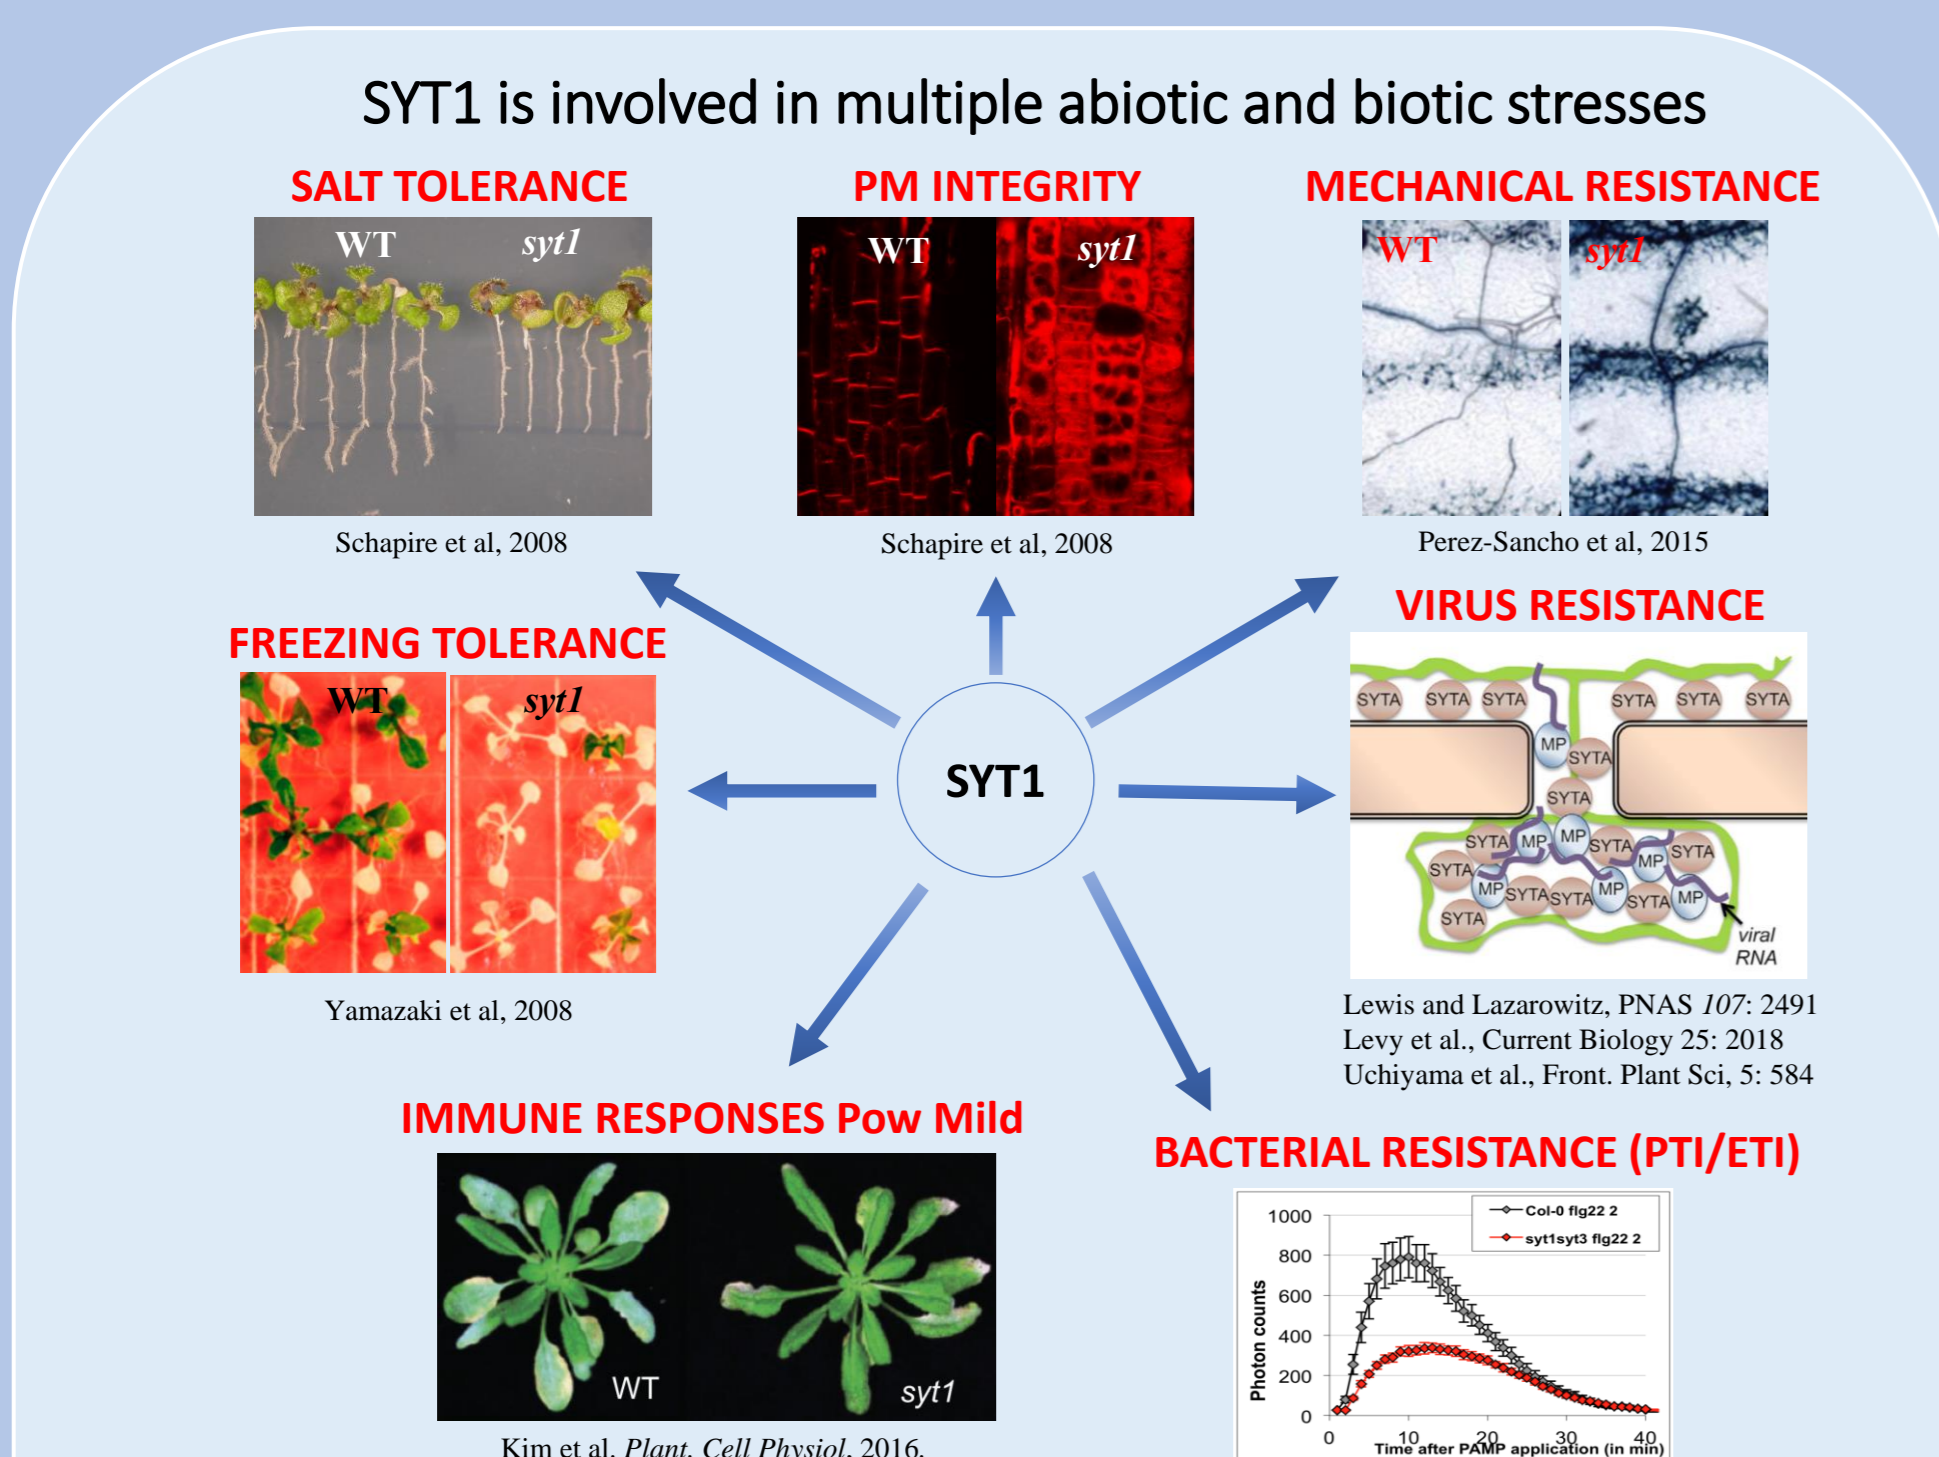 SYT1 is involved in multiple abiotic and biotic stresses
SALT TOLERANCE
WT syt1
Schapire et al, 2008
PM INTEGRITY
WT syt1
Schapire et al, 2008
MECHANICAL RESISTANCE
WT syt1
Perez-Sancho et al, 2015
FREEZING TOLERANCE
WT syt1
Yamazaki et al, 2008
SYT1
VIRUS RESISTANCE
SYTA SYTA SYTA SYTA SYTA SYTA
MP SYTA
SYTA
SYTA MP MP SYTA MP SYTA
SYTA MP SYTA SYTA MP SYTA MP
SYTA
viral
RNA
Lewis and Lazarowitz, PNAS 107: 2491
Levy et al., Current Biology 25: 2018
Uchiyama et al., Front. Plant Sci, 5: 584
IMMUNE RESPONSES Pow Mild
WT syt1
Kim et al. Plant. Cell Physiol, 2016.
BACTERIAL RESISTANCE (PTI/ETI)
Col-0 flg22 2
syt1syt3 flg22 2
Photon counts
1000
800
600
400
200
0
0 10 20 30 40
Time after PAMP application (in min)